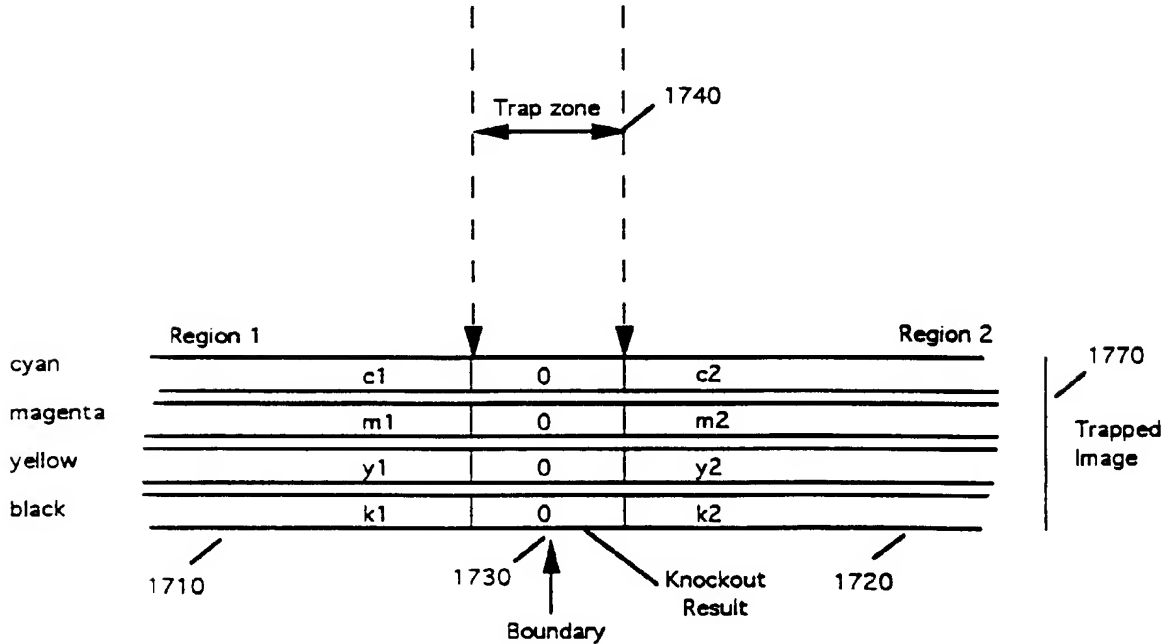 1740
Trap zone
Region 1
Region 2
cyan
c1 0 c2
1770
magenta
m1 0 m2
Trapped
Image
yellow
y1 0 y2
black
k1 0 k2
1710
1730
Knockout
Result
1720
Boundary